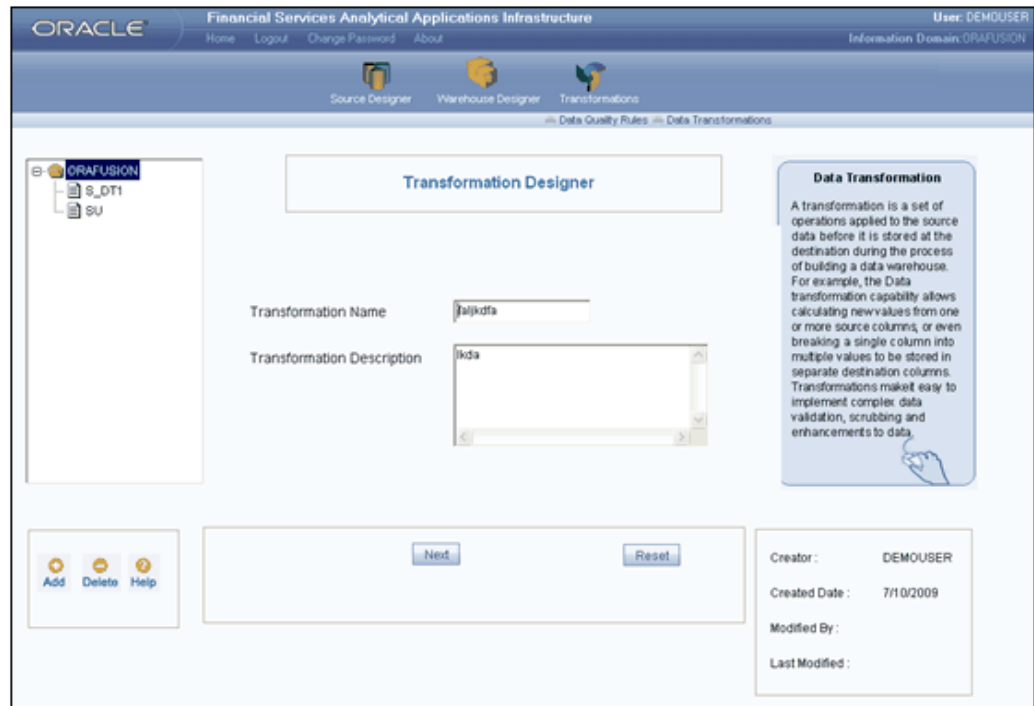 ORACLE
Financial Services Analytical Applications Infrastructure
User: DEMOUSER
Home Logout Change Password About
Information Domain:ORAFUSION
Source Designer Warehouse Designer Transformations
Data Quality Rules Data Transformations
ORAFUSION
S_DT1
SU
Transformation Designer
Transformation Name
faljkdfa
Transformation Description
lkda
Data Transformation
A transformation is a set of
operations applied to the source
data before it is stored at the
destination during the process
of building a data warehouse.
For example, the Data
transformation capability allows
calculating new values from one
or more source columns, or even
breaking a single column into
multiple values to be stored in
separate destination columns.
Transformations makeit easy to
implement complex data
validation, scrubbing and
enhancements to data.
Add Delete Help
Next Reset
Creator : DEMOUSER
Created Date : 7/10/2009
Modified By :
Last Modified :